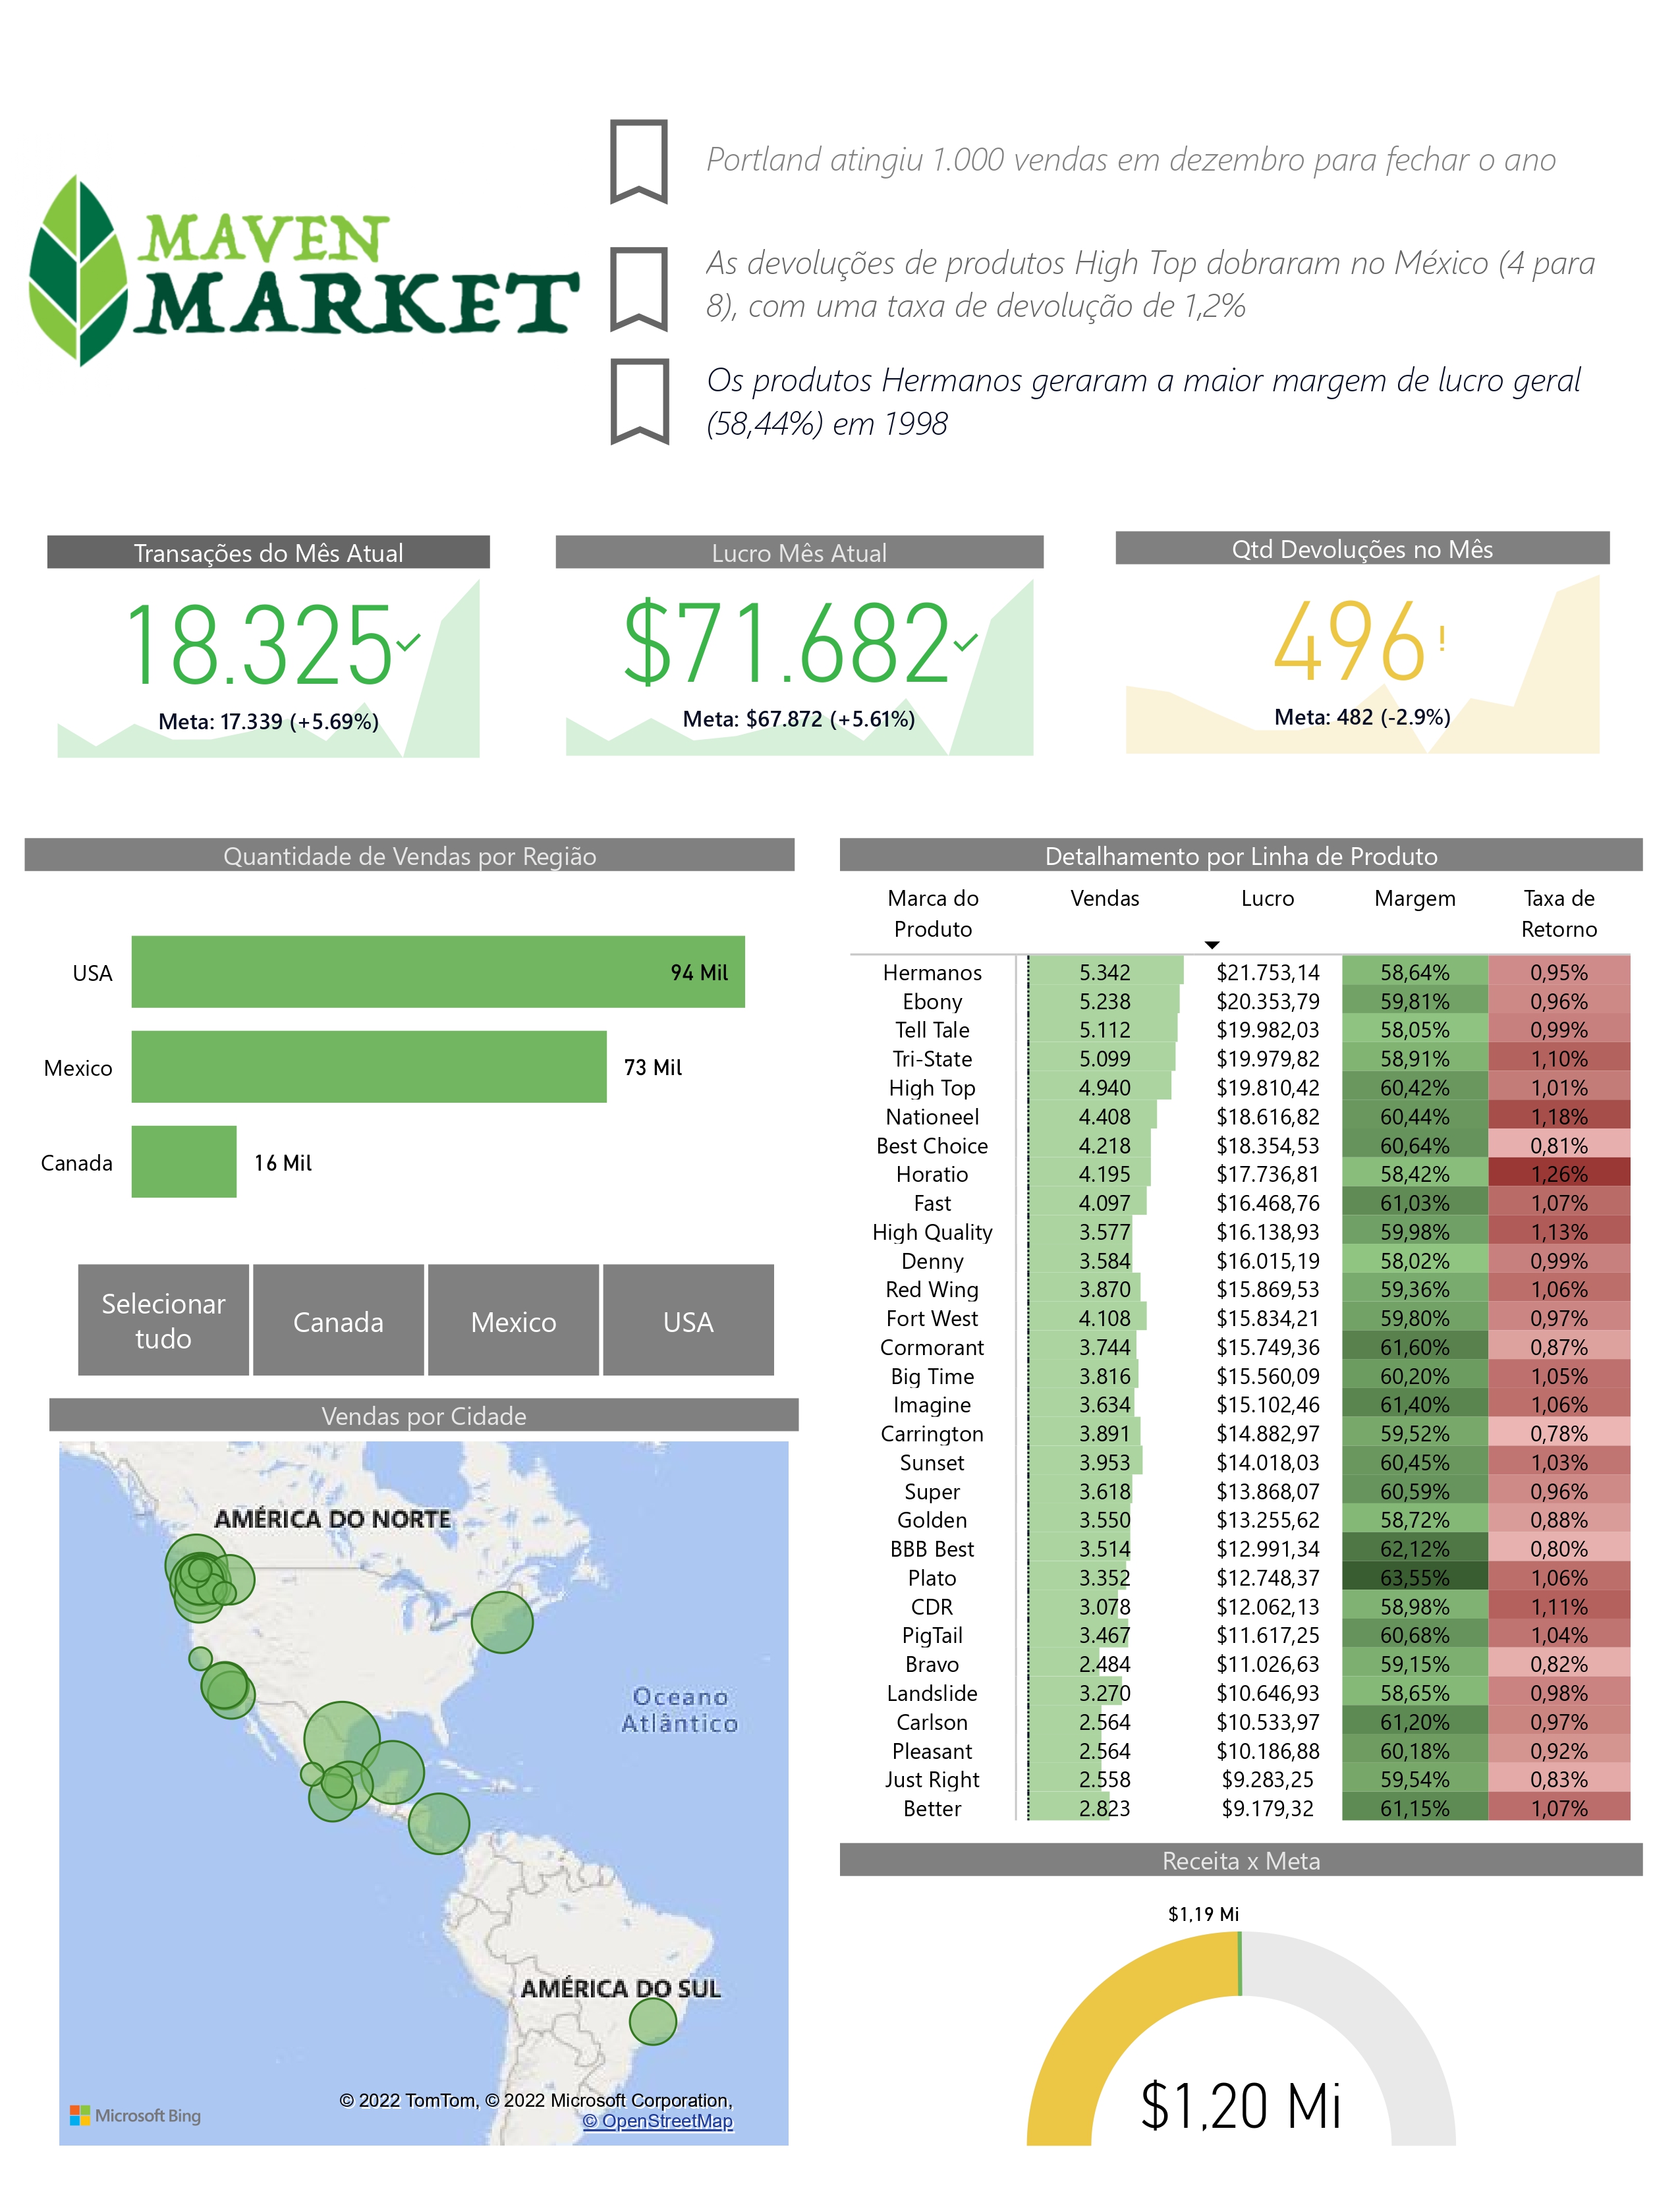 MAVEN
MARKET
Portland atingiu 1.000 vendas em dezembro para fechar o ano
As devoluções de produtos High Top dobraram no México (4 para
8), com uma taxa de devolução de 1,2%
Os produtos Hermanos geraram a maior margem de lucro geral
(58,44%) em 1998
Transações do Mês Atual
18.325
Meta: 17.339 (+5.69%)
Lucro Mês Atual
$71.682
Meta: $67.872 (+5.61%)
Qtd Devoluções no Mês
496!
Meta: 482 (-2.9%)
Quantidade de Vendas por Região
USA 94 Mil
Mexico 73 Mil
Canada 16 Mil
Selecionar
tudo
Canada
Mexico
USA
Vendas por Cidade
AMÉRICA DO NORTE
Oceano
Atlântico
AMÉRICA DO SUL
Microsoft Bing
© 2022 TomTom, © 2022 Microsoft Corporation,
© OpenStreetMap
Detalhamento por Linha de Produto
Marca do Produto Vendas Lucro Margem Taxa de Retorno
Hermanos 5.342 $21.753,14 58,64% 0,95%
Ebony 5.238 $20.353,79 59,81% 0,96%
Tell Tale 5.112 $19.982,03 58,05% 0,99%
Tri-State 5.099 $19.979,82 58,91% 1,10%
High Top 4.940 $19.810,42 60,42% 1,01%
Nationeel 4.408 $18.616,82 60,44% 1,18%
Best Choice 4.218 $18.354,53 60,64% 0,81%
Horatio 4.195 $17.736,81 58,42% 1,26%
Fast 4.097 $16.468,76 61,03% 1,07%
High Quality 3.577 $16.138,93 59,98% 1,13%
Denny 3.584 $16.015,19 58,02% 0,99%
Red Wing 3.870 $15.869,53 59,36% 1,06%
Fort West 4.108 $15.834,21 59,80% 0,97%
Cormorant 3.744 $15.749,36 61,60% 0,87%
Big Time 3.816 $15.560,09 60,20% 1,05%
Imagine 3.634 $15.102,46 61,40% 1,06%
Carrington 3.891 $14.882,97 59,52% 0,78%
Sunset 3.953 $14.018,03 60,45% 1,03%
Super 3.618 $13.868,07 60,59% 0,96%
Golden 3.550 $13.255,62 58,72% 0,88%
BBB Best 3.514 $12.991,34 62,12% 0,80%
Plato 3.352 $12.748,37 63,55% 1,06%
CDR 3.078 $12.062,13 58,98% 1,11%
PigTail 3.467 $11.617,25 60,68% 1,04%
Bravo 2.484 $11.026,63 59,15% 0,82%
Landslide 3.270 $10.646,93 58,65% 0,98%
Carlson 2.564 $10.533,97 61,20% 0,97%
Pleasant 2.564 $10.186,88 60,18% 0,92%
Just Right 2.558 $9.283,25 59,54% 0,83%
Better 2.823 $9.179,32 61,15% 1,07%
Receita x Meta
$1,19 Mi
$1,20 Mi